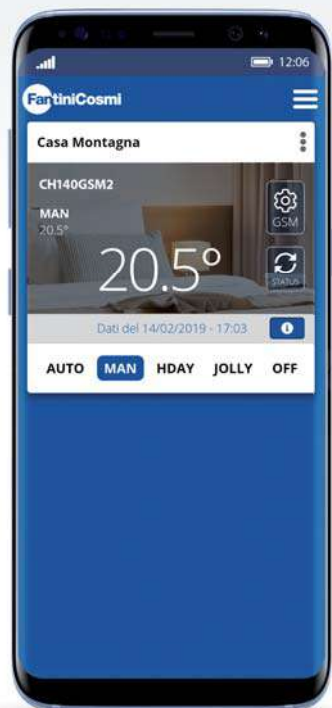 12:06
FantiniCosmi
Casa Montagna
CH140GSM2
MAN
20.5°
GSM
20.5°
STATUS
Dati del 14/02/2019 - 17:03
AUTO MAN HDAY JOLLY OFF